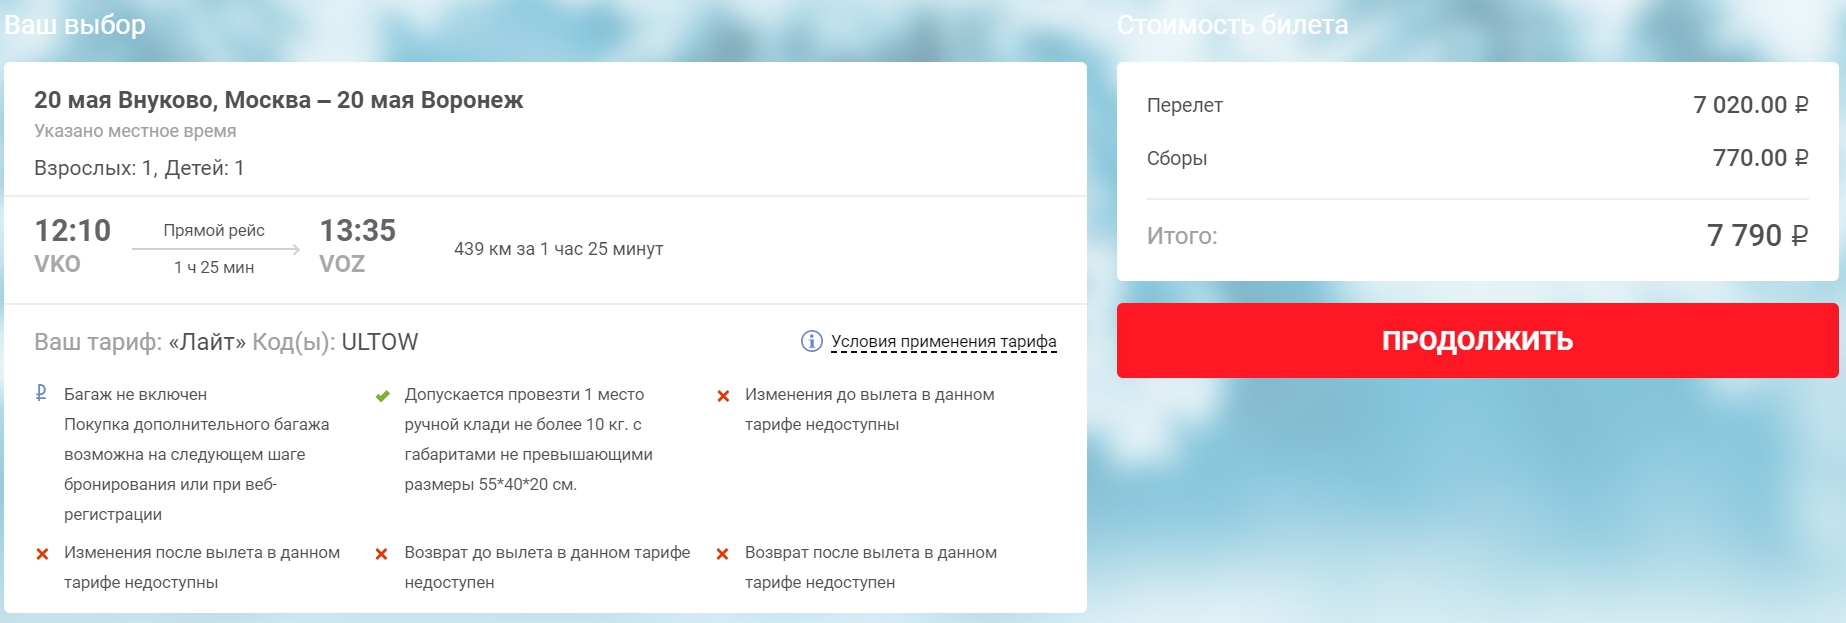 Ваш выбор
Стоимость билета
20 мая Внуково, Москва – 20 мая Воронеж
Указано местное время
Взрослых: 1, Детей: 1
12:10
VKO
Прямой рейс
1 ч 25 мин
13:35
VOZ
439 км за 1 час 25 минут
Ваш тариф: «Лайт» Код(ы): ULTOW
Условия применения тарифа
Багаж не включен
Покупка дополнительного багажа
возможна на следующем шаге
бронирования или при веб-
регистрации
Допускается провезти 1 место
ручной клади не более 10 кг. с
габаритами не превышающими
размеры 55*40*20 см.
Изменения до вылета в данном
тарифе недоступны
Изменения после вылета в данном
тарифе недоступны
Возврат до вылета в данном тарифе
недоступен
Возврат после вылета в данном
тарифе недоступен
Перелет 7 020.00 ₽
Сборы 770.00 ₽
Итого: 7 790 ₽
ПРОДОЛЖИТЬ